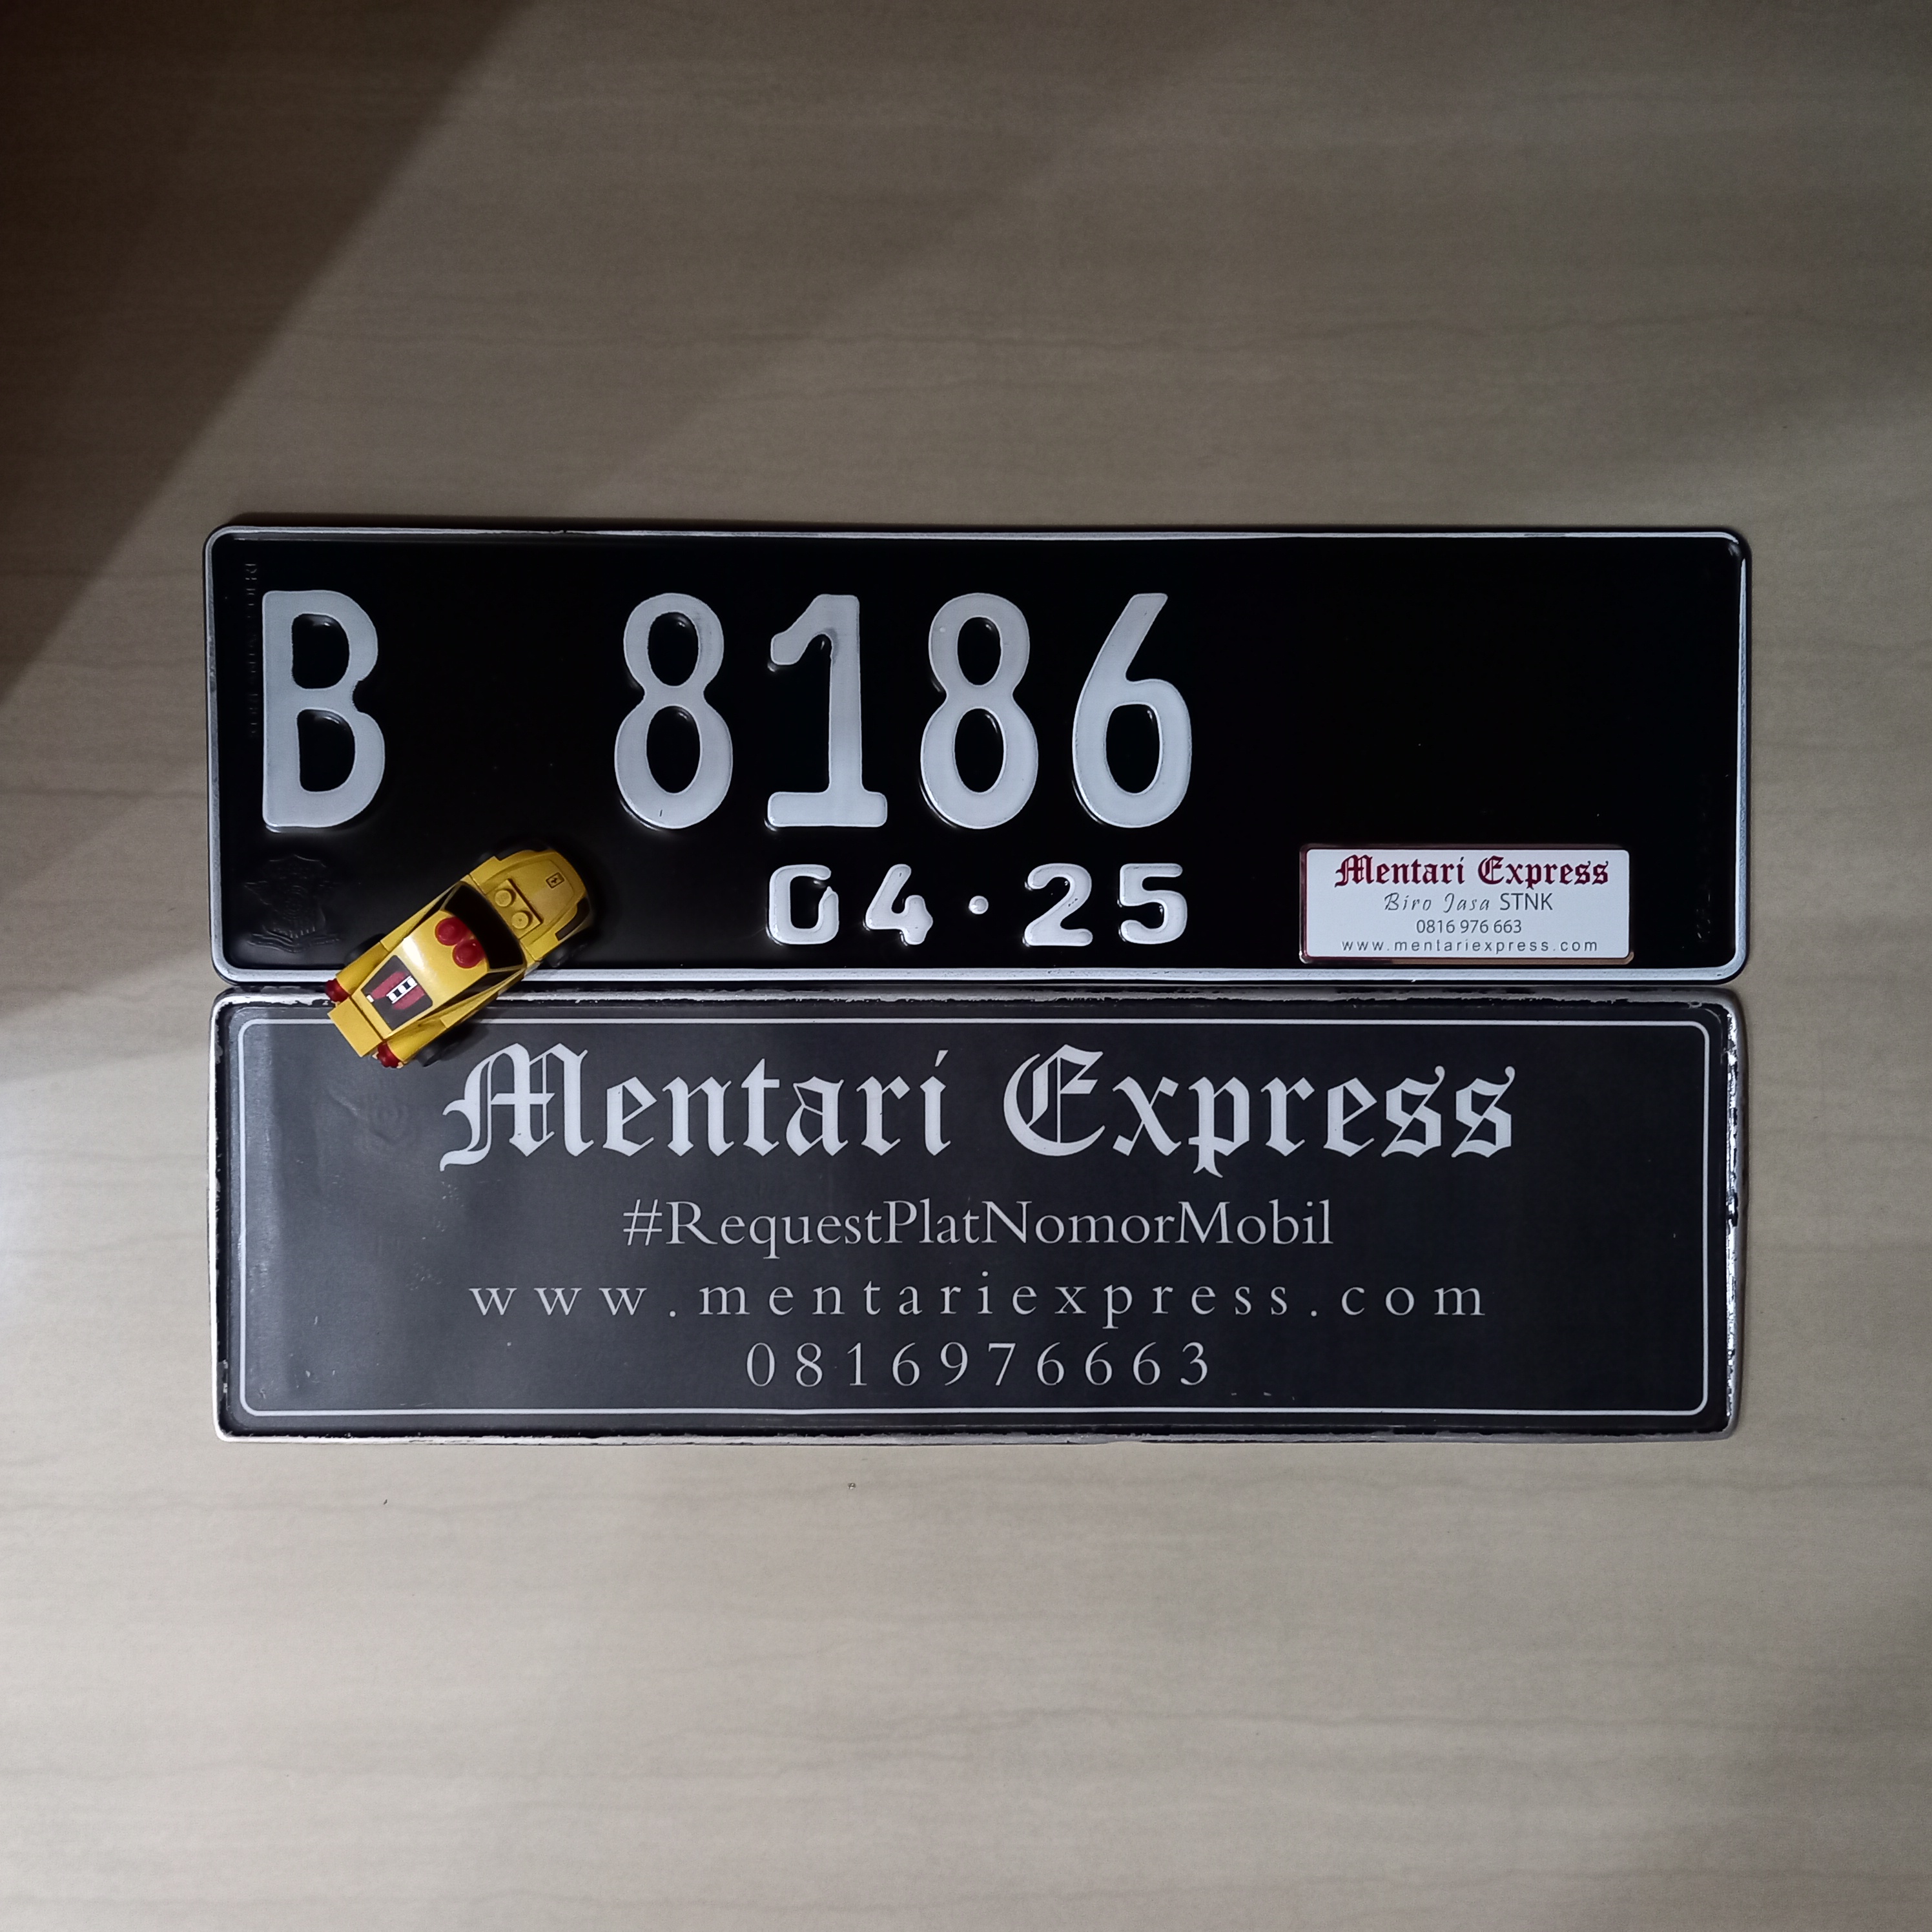 B 8186
04·25
Mentari Express
Biro Jasa STNK
0816 976 663
www.mentariexpress.com
Mentari Express
#RequestPlatNomorMobil
www.mentariexpress.com
0816976663